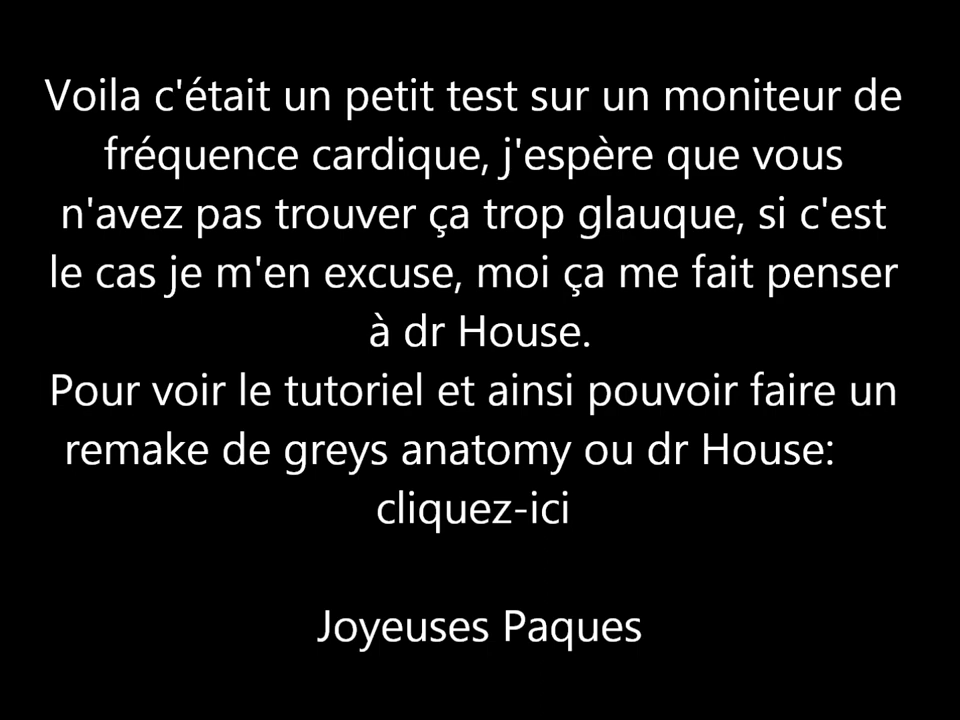 Voila c'était un petit test sur un moniteur de
fréquence cardique, j'espère que vous
n'avez pas trouver ça trop glauque, si c'est
le cas je m'en excuse, moi ça me fait penser
à dr House.
Pour voir le tutoriel et ainsi pouvoir faire un
remake de greys anatomy ou dr House:
cliquez-ici
Joyeuses Paques